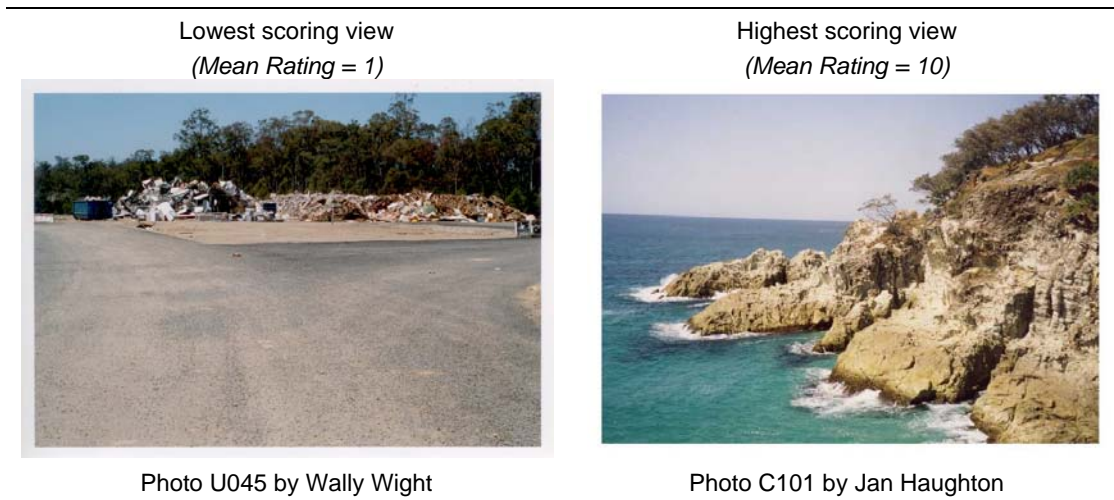 Lowest scoring view
(Mean Rating = 1)
Photo U045 by Wally Wight
Highest scoring view
(Mean Rating = 10)
Photo C101 by Jan Haughton